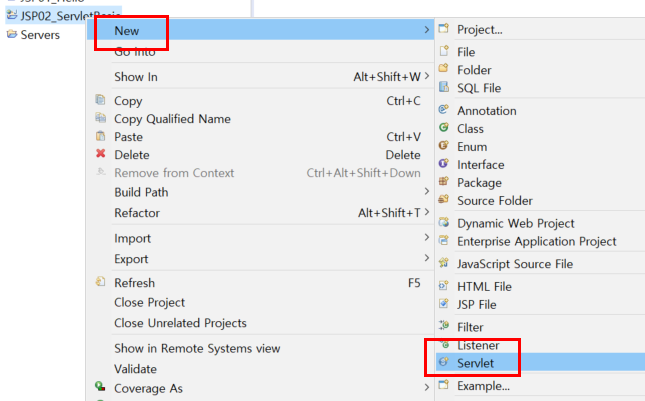 JSP01_Hello
JSP02_ServletBasic
Servers
New
Go Into
Show In Alt+Shift+W
Copy Ctrl+C
Copy Qualified Name
Paste Ctrl+V
Delete Delete
Remove from Context Ctrl+Alt+Shift+Down
Build Path
Refactor Alt+Shift+T
Import
Export
Refresh F5
Close Project
Close Unrelated Projects
Show in Remote Systems view
Validate
Coverage As
Project...
File
Folder
SQL File
Annotation
Class
Enum
Interface
Package
Source Folder
Dynamic Web Project
Enterprise Application Project
JavaScript Source File
HTML File
JSP File
Filter
Listener
Servlet
Example...